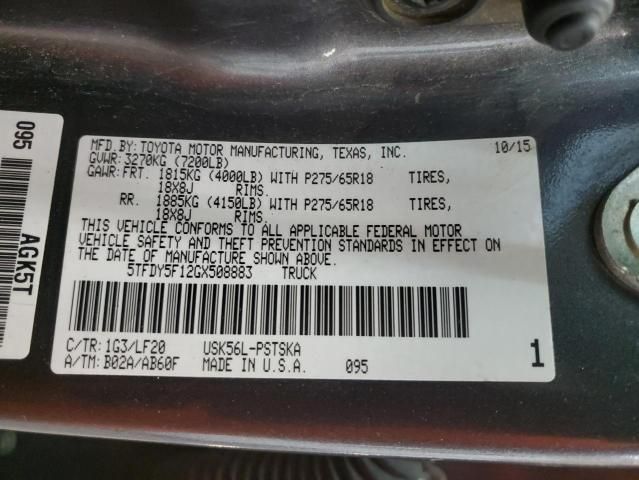 095
AGK5T
MFD.BY: TOYOTA MOTOR MANUFACTURING, TEXAS, INC. 10/15
GVWR: 3270KG (7200LB)
GAWR: FRT. 1815KG (4000LB) WITH P275/65R18 TIRES,
18X8J RIMS.
RR. 1885KG (4150LB) WITH P275/65R18 TIRES,
18X8J RIMS.
THIS VEHICLE CONFORMS TO ALL APPLICABLE FEDERAL MOTOR
VEHICLE SAFETY AND THEFT PREVENTION STANDARDS IN EFFECT ON
THE DATE OF MANUFACTURE SHOWN ABOVE.
5TFDY5F12GX508883 TRUCK
C/TR: 1G3/LF20 USK56L-PSTSKA
A/TM: B02A/AB60F MADE IN U.S.A. 095 1